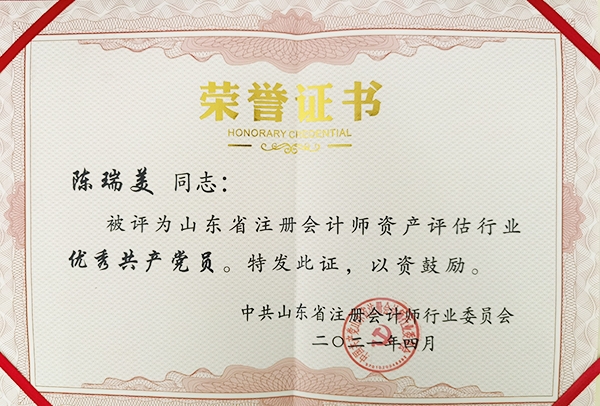 荣誉证书
HONORARY CREDENTIAL
陈瑞美 同志：
被评为山东省注册会计师资产评估行业
优秀共产党员。特发此证，以资鼓励。
中共山东省注册会计师行业委员会
二〇二一年四月